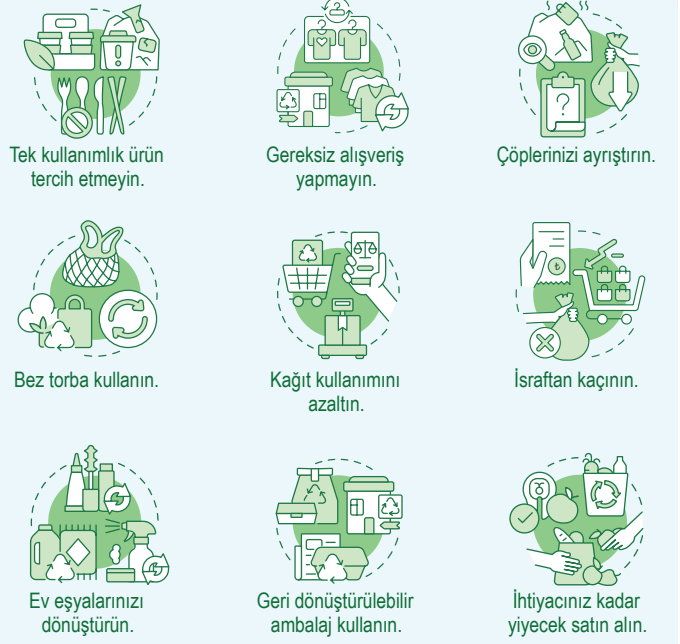 Tek kullanımlık ürün
tercih etmeyin.
Gereksiz alışveriş
yapmayın.
Çöplerinizi ayrıştırın.
Bez torba kullanın.
Kağıt kullanımını
azaltın.
İsraftan kaçının.
Ev eşyalarınızı
dönüştürün.
Geri dönüştürülebilir
ambalaj kullanın.
İhtiyacınız kadar
yiyecek satın alın.